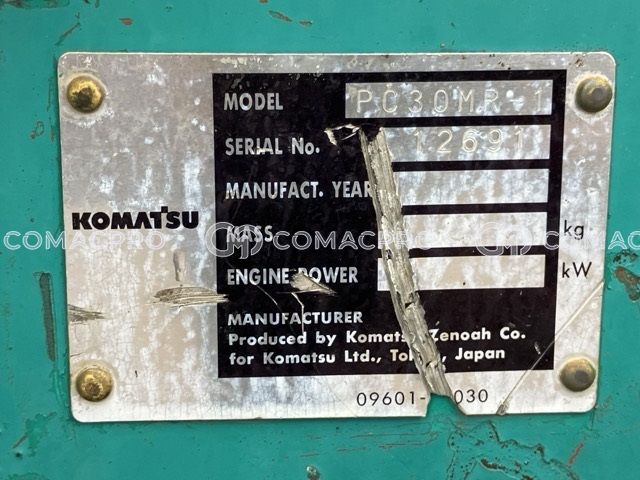 MODEL PC30MR-1
SERIAL No. 12691
MANUFACT. YEAR
KOMATSU
MASS kg
COMACPRO COMACPRO COMACPRO
ENGINE POWER kW
MANUFACTURER
Produced by Komatsu Zenoah Co.
for Komatsu Ltd., Tokyo, Japan
09601- 030